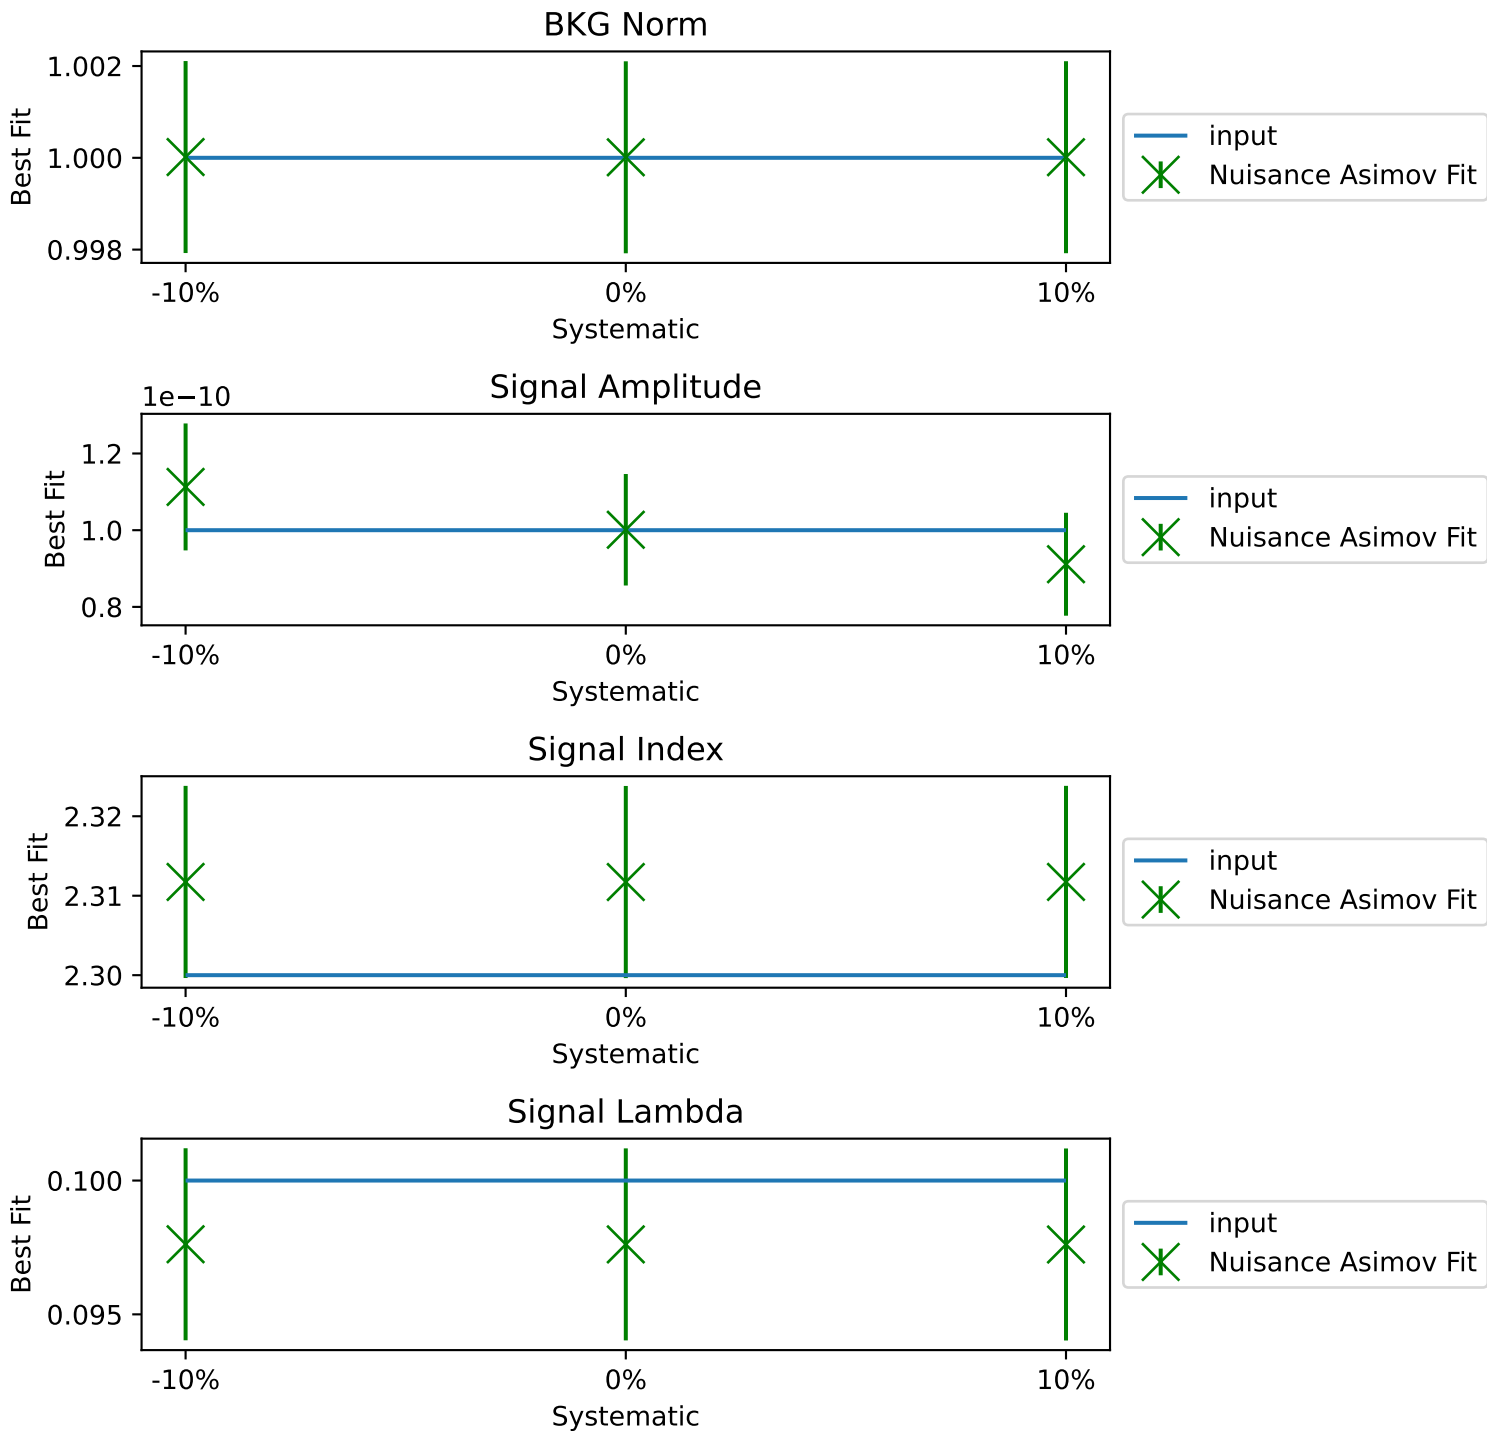 BKG Norm
1.002
1.000
0.998
Best Fit
-10%
0%
10%
Systematic
input
Nuisance Asimov Fit
Signal Amplitude
1e−10
1.2
1.0
0.8
Best Fit
-10%
0%
10%
Systematic
input
Nuisance Asimov Fit
Signal Index
2.32
2.31
2.30
Best Fit
-10%
0%
10%
Systematic
input
Nuisance Asimov Fit
Signal Lambda
0.100
0.095
Best Fit
-10%
0%
10%
Systematic
input
Nuisance Asimov Fit